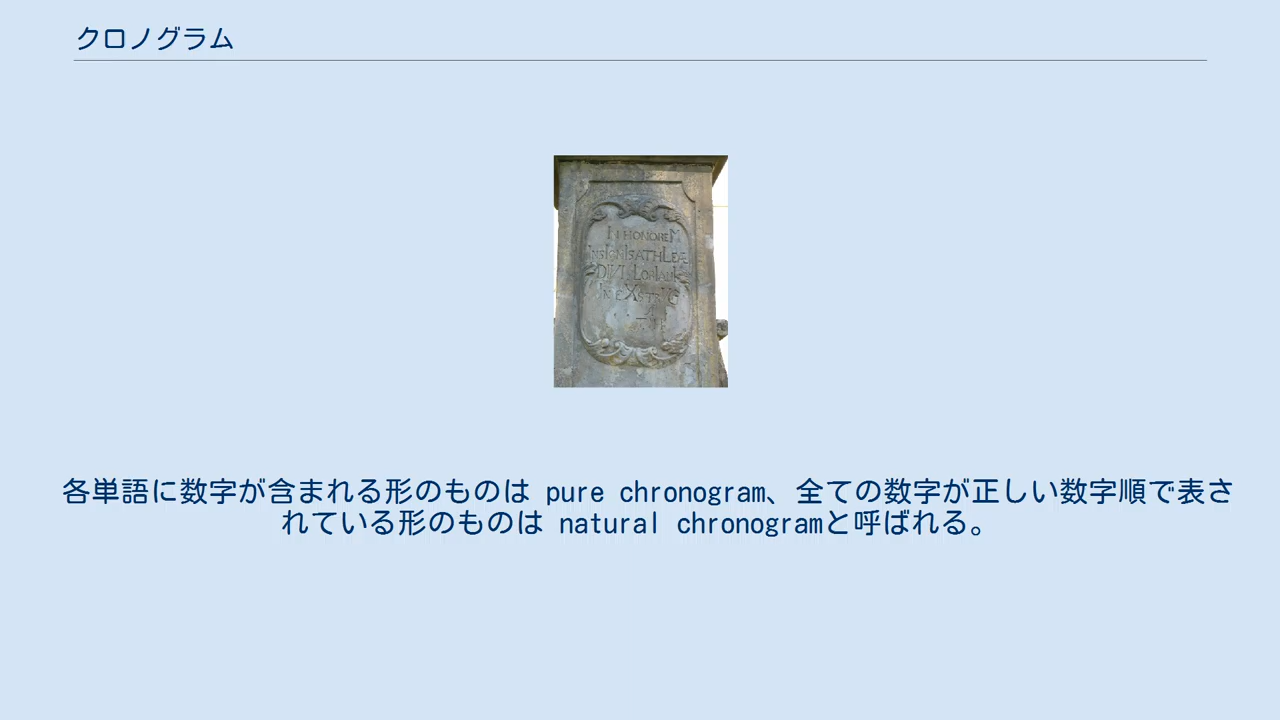 クロノグラム
IN HONOREM
DIVI
各単語に数字が含まれる形のものは pure chronogram、全ての数字が正しい数字順で表さ
れている形のものは natural chronogramと呼ばれる。